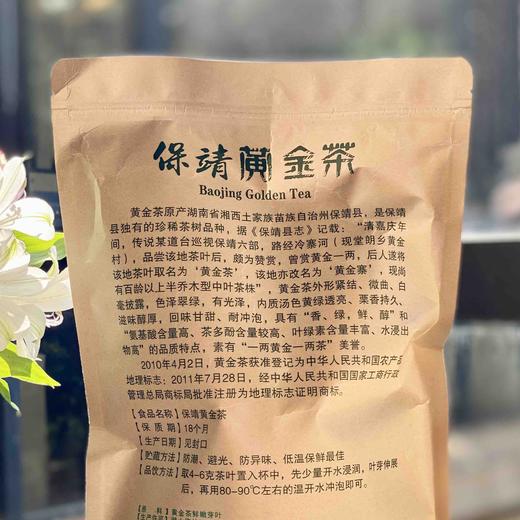 保靖黄金茶
Baojing Golden Tea
黄金茶原产湖南省湘西土家族苗族自治州保靖县，是保靖
县独有的珍稀茶树品种，据《保靖县志》记载：“清嘉庆年
间，传说某道台巡视保靖六部，路经冷寨河（现堂朗乡黄金
村），品尝该地茶叶后，颇为赞赏，曾赏黄金一两，后人遂将
该地茶叶取名为‘黄金茶’，该地亦改名为‘黄金寨’，现尚
有百龄以上半乔木型中叶茶株”，黄金茶外形紧结、微曲、白
毫披露，色泽翠绿，有光泽，内质汤色黄绿透亮、栗香持久、
滋味醇厚，回味甘甜、耐冲泡，具有“香、绿、鲜、醇”和
“氨基酸含量高、茶多酚含量较高、叶绿素含量丰富、水浸出
物高”的品质特点，素有“一两黄金一两茶”美誉。
2010年4月2日，黄金茶获准登记为中华人民共和国农产品
地理标志；2011年7月28日，经中华人民共和国国家工商行政
管理总局商标局批准注册为地理标志证明商标。
【食品名称】保靖黄金茶
【保 质 期】18个月
【生产日期】见封口
【贮藏方法】防潮、避光、防异味、低温保鲜最佳
【品饮方法】取4-6克茶叶置入杯中，先少量开水浸润，叶芽伸展
后，再用80-90℃左右的温开水冲泡即可。
【原 料】黄金茶鲜嫩芽叶